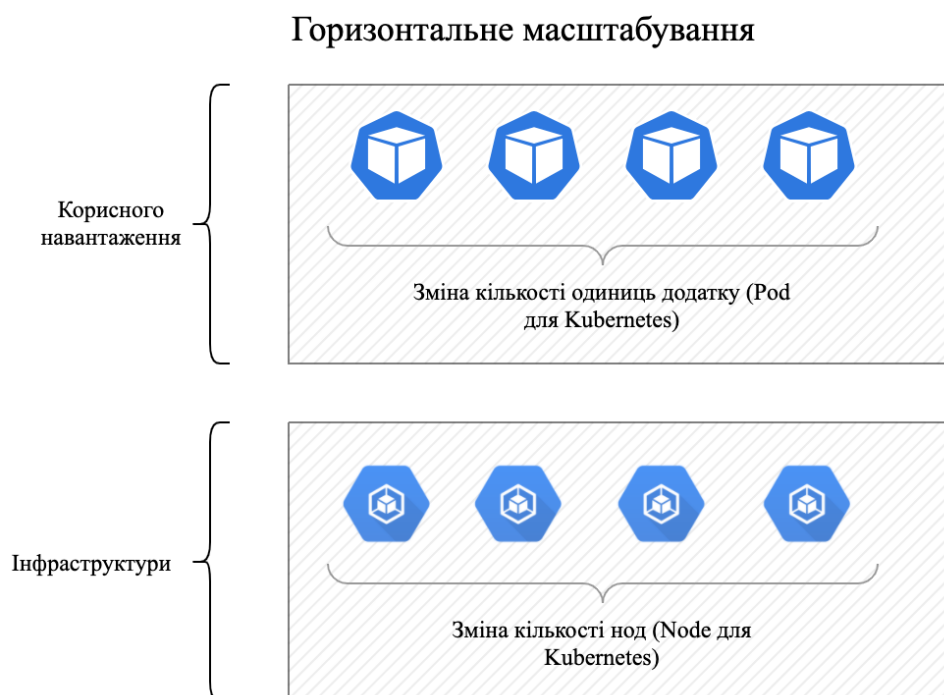 Горизонтальне масштабування
Корисного
навантаження
Зміна кількості одиниць додатку (Pod
для Kubernetes)
Інфраструктури
Зміна кількості нод (Node для
Kubernetes)